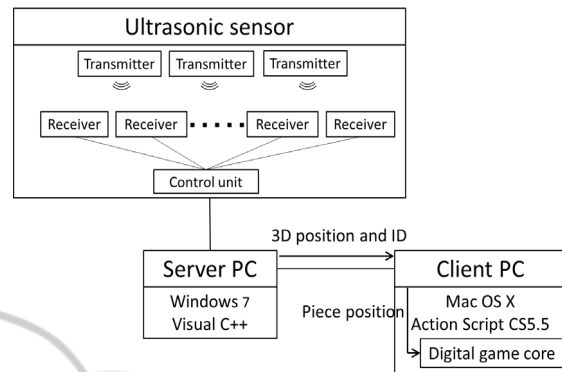 Ultrasonic sensor
Transmitter Transmitter Transmitter
Receiver Receiver Receiver Receiver
Control unit
3D position and ID
Server PC
Windows 7
Visual C++
Client PC
Mac OS X
Action Script CS5.5
Piece position
Digital game core